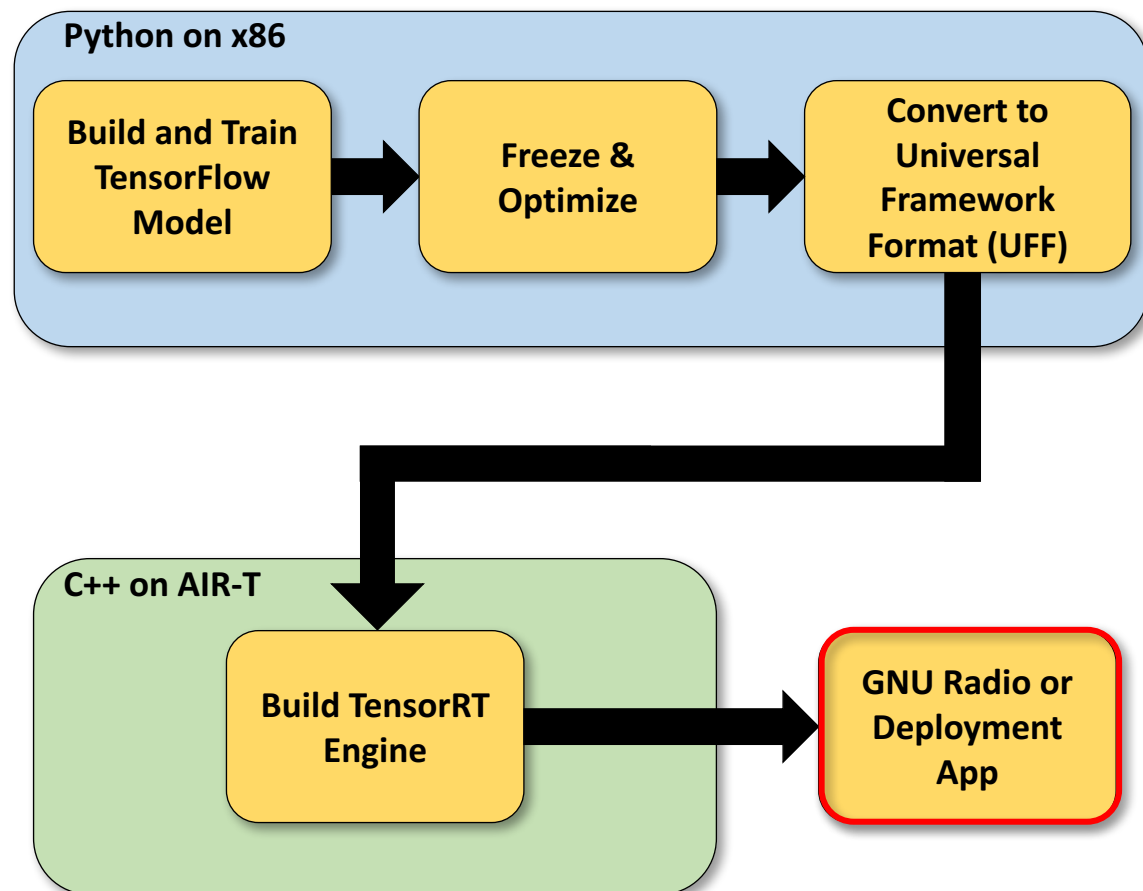 Python on x86
Build and Train
TensorFlow
Model
Freeze &
Optimize
Convert to
Universal
Framework
Format (UFF)
C++ on AIR-T
Build TensorRT
Engine
GNU Radio or
Deployment
App